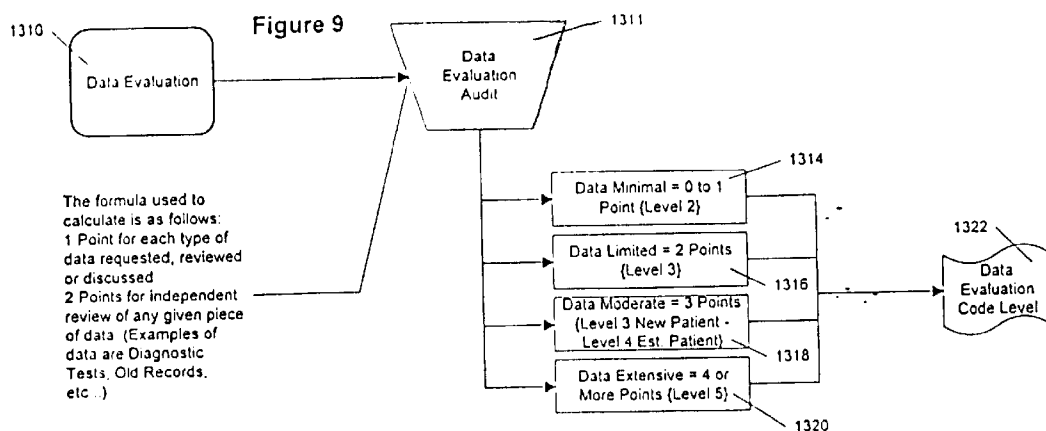 1310
Figure 9
1311
Data Evaluation
Data
Evaluation
Audit
The formula used to
calculate is as follows:
1 Point for each type of
data requested, reviewed
or discussed
2 Points for independent
review of any given piece
of data (Examples of
data are Diagnostic
Tests, Old Records,
etc...)
1314
Data Minimal = 0 to 1
Point {Level 2}
Data Limited = 2 Points
{Level 3}
1316
Data Moderate = 3 Points
{Level 3 New Patient -
Level 4 Est. Patient}
1318
Data Extensive = 4 or
More Points {Level 5}
1320
1322
Data
Evaluation
Code Level